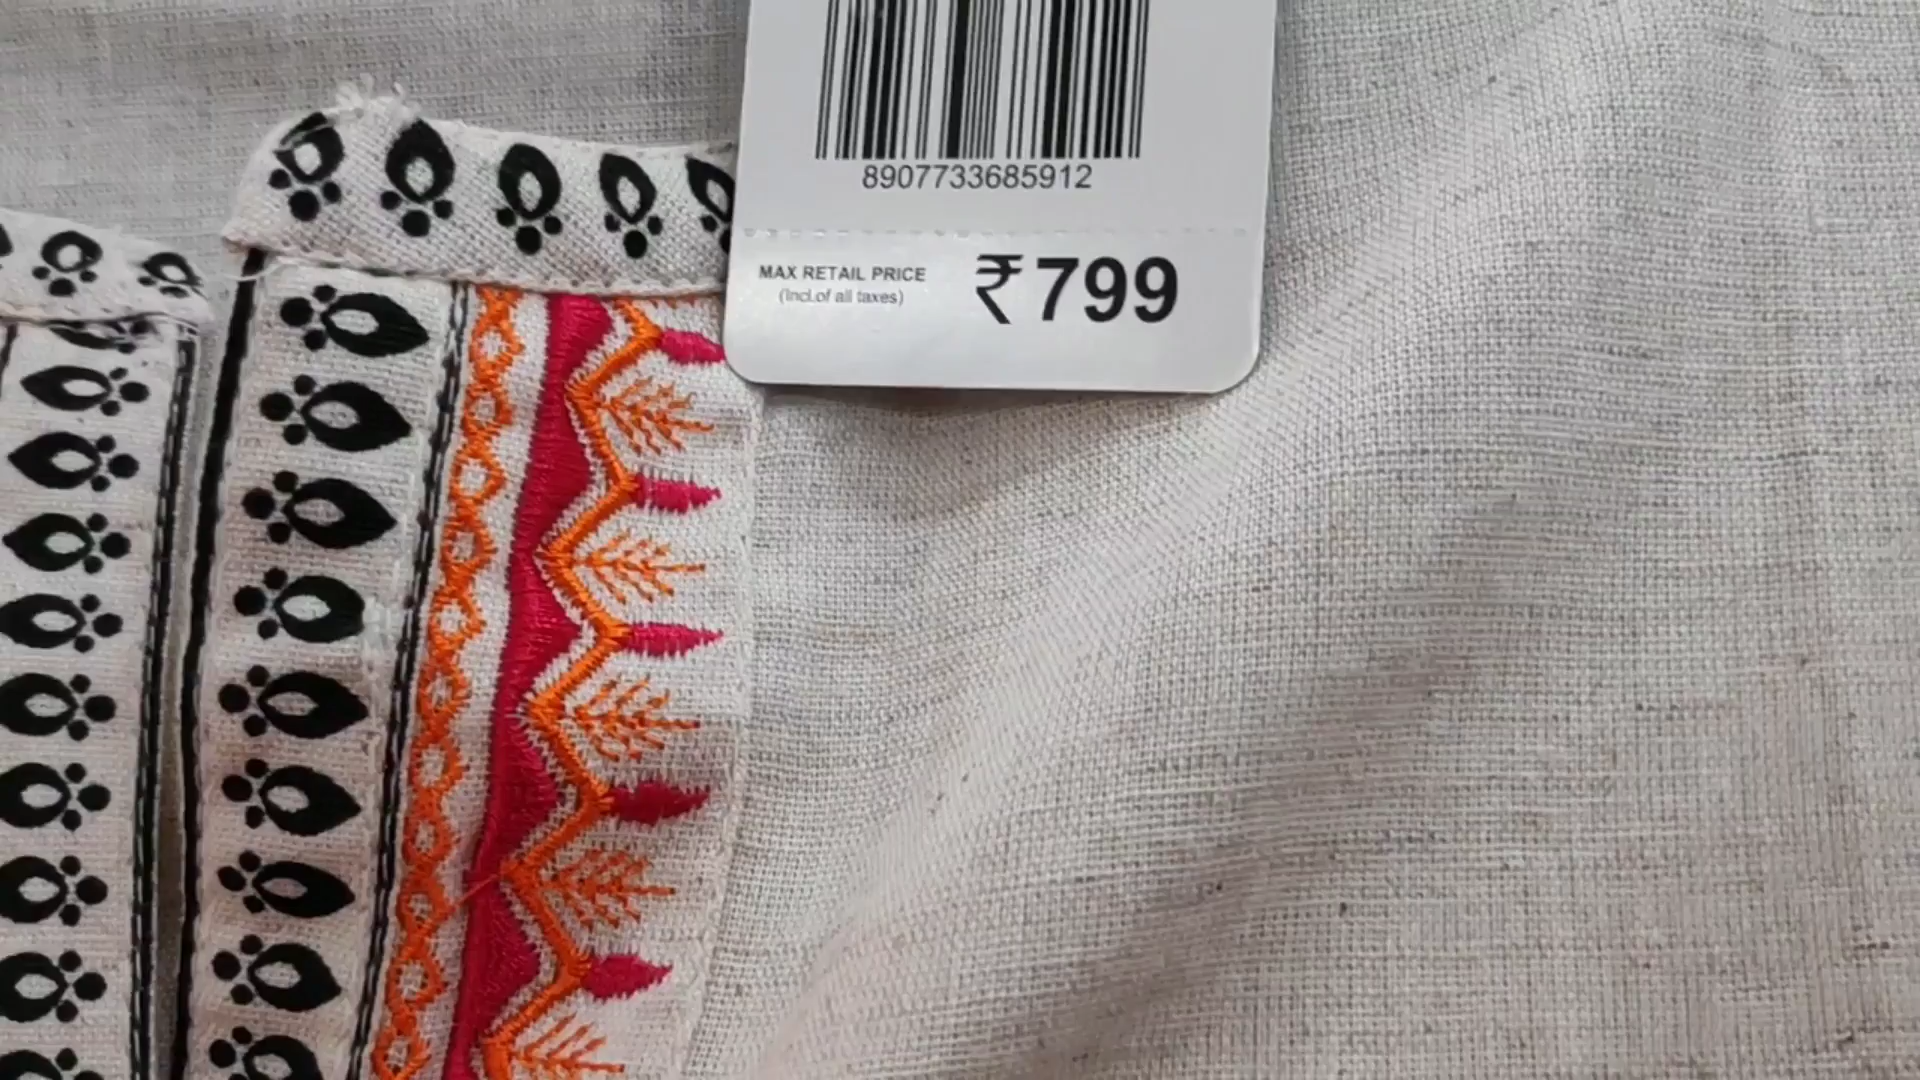 8907733685912
MAX RETAIL PRICE
(Incl.of all taxes)
₹799